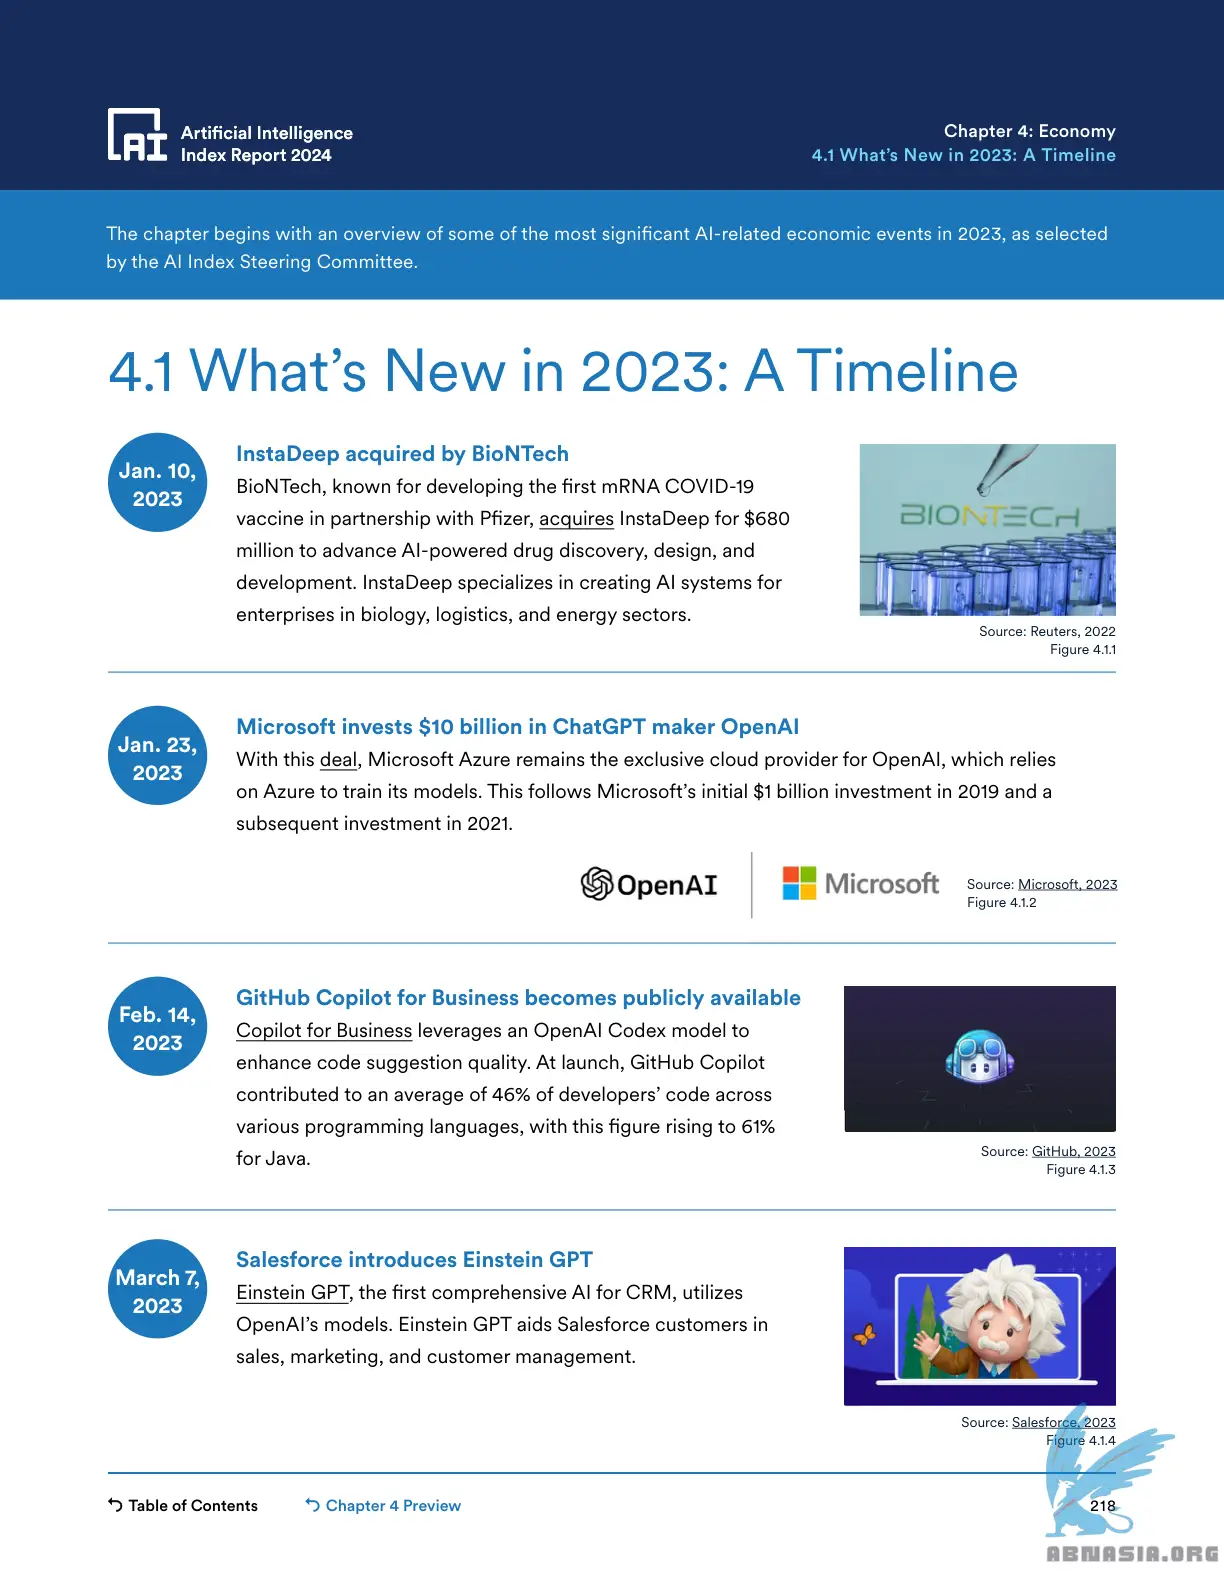 AI
Artificial Intelligence
Index Report 2024
Chapter 4: Economy
4.1 What's New in 2023: A Timeline
The chapter begins with an overview of some of the most significant AI-related economic events in 2023, as selected
by the AI Index Steering Committee.
4.1 What's New in 2023: A Timeline
Jan. 10,
2023
InstaDeep acquired by BioNTech
BioNTech, known for developing the first mRNA COVID-19
vaccine in partnership with Pfizer, acquires InstaDeep for $680
million to advance AI-powered drug discovery, design, and
development. InstaDeep specializes in creating AI systems for
enterprises in biology, logistics, and energy sectors.
BIONTECH
Source: Reuters, 2022
Figure 4.1.1
Jan. 23,
2023
Microsoft invests $10 billion in ChatGPT maker OpenAI
With this deal, Microsoft Azure remains the exclusive cloud provider for OpenAI, which relies
on Azure to train its models. This follows Microsoft's initial $1 billion investment in 2019 and a
subsequent investment in 2021.
OpenAI
Microsoft
Source: Microsoft, 2023
Figure 4.1.2
Feb. 14,
2023
GitHub Copilot for Business becomes publicly available
Copilot for Business leverages an OpenAI Codex model to
enhance code suggestion quality. At launch, GitHub Copilot
contributed to an average of 46% of developers' code across
various programming languages, with this figure rising to 61%
for Java.
Source: GitHub, 2023
Figure 4.1.3
March 7,
2023
Salesforce introduces Einstein GPT
Einstein GPT, the first comprehensive AI for CRM, utilizes
OpenAI's models. Einstein GPT aids Salesforce customers in
sales, marketing, and customer management.
Source: Salesforce, 2023
Figure 4.1.4
Table of Contents
Chapter 4 Preview
218
ABNASIA.ORG